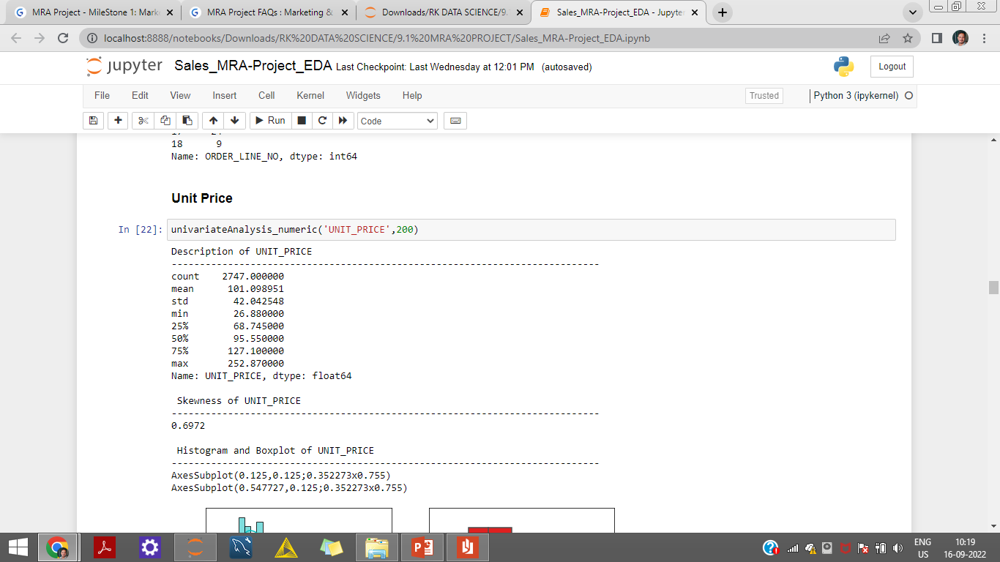 MRA Project - MileStone 1: Mark
MRA Project FAQs : Marketing &
Downloads/RK DATA SCIENCE/9.
Sales_MRA-Project_EDA - Jupyte
localhost:8888/notebooks/Downloads/RK%20DATA%20SCIENCE/9.1%20MRA%20PROJECT/Sales_MRA-Project_EDA.ipynb
jupyter Sales_MRA-Project_EDA Last Checkpoint: Last Wednesday at 12:01 PM (autosaved)
Logout
File Edit View Insert Cell Kernel Widgets Help
Trusted
Python 3 (ipykernel)
Run
Code
18 9
Name: ORDER_LINE_NO, dtype: int64
Unit Price
In [22]: univariateAnalysis_numeric('UNIT_PRICE',200)
Description of UNIT_PRICE
----------------------------------------------------------------------------
count 2747.000000
mean 101.098951
std 42.042548
min 26.880000
25% 68.745000
50% 95.550000
75% 127.100000
max 252.870000
Name: UNIT_PRICE, dtype: float64
Skewness of UNIT_PRICE
----------------------------------------------------------------------------
0.6972
Histogram and Boxplot of UNIT_PRICE
----------------------------------------------------------------------------
AxesSubplot(0.125,0.125;0.352273x0.755)
AxesSubplot(0.547727,0.125;0.352273x0.755)
ENG
US
10:19
16-09-2022